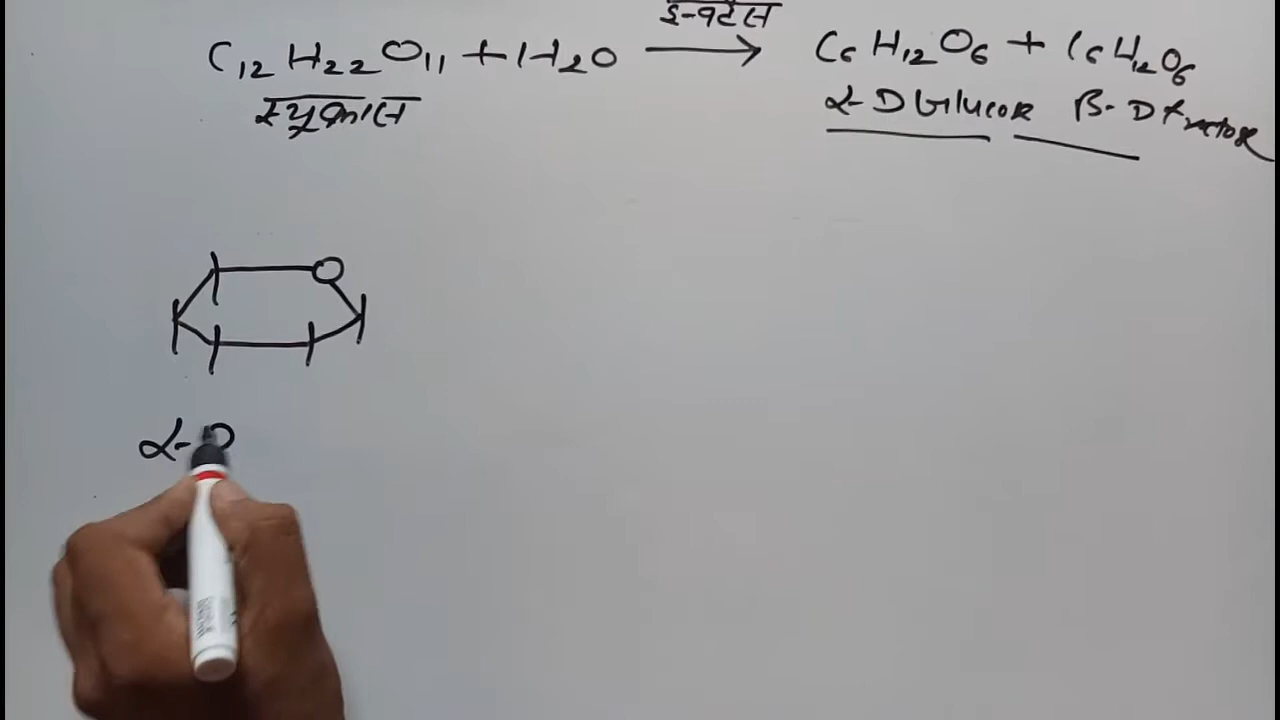 इन्वर्टेस
C₁₂H₂₂O₁₁ + H₂O ⟶ C₆H₁₂O₆ + C₆H₁₂O₆
स्युक्रोस α-D Glucose β-D fructose
O
α-D